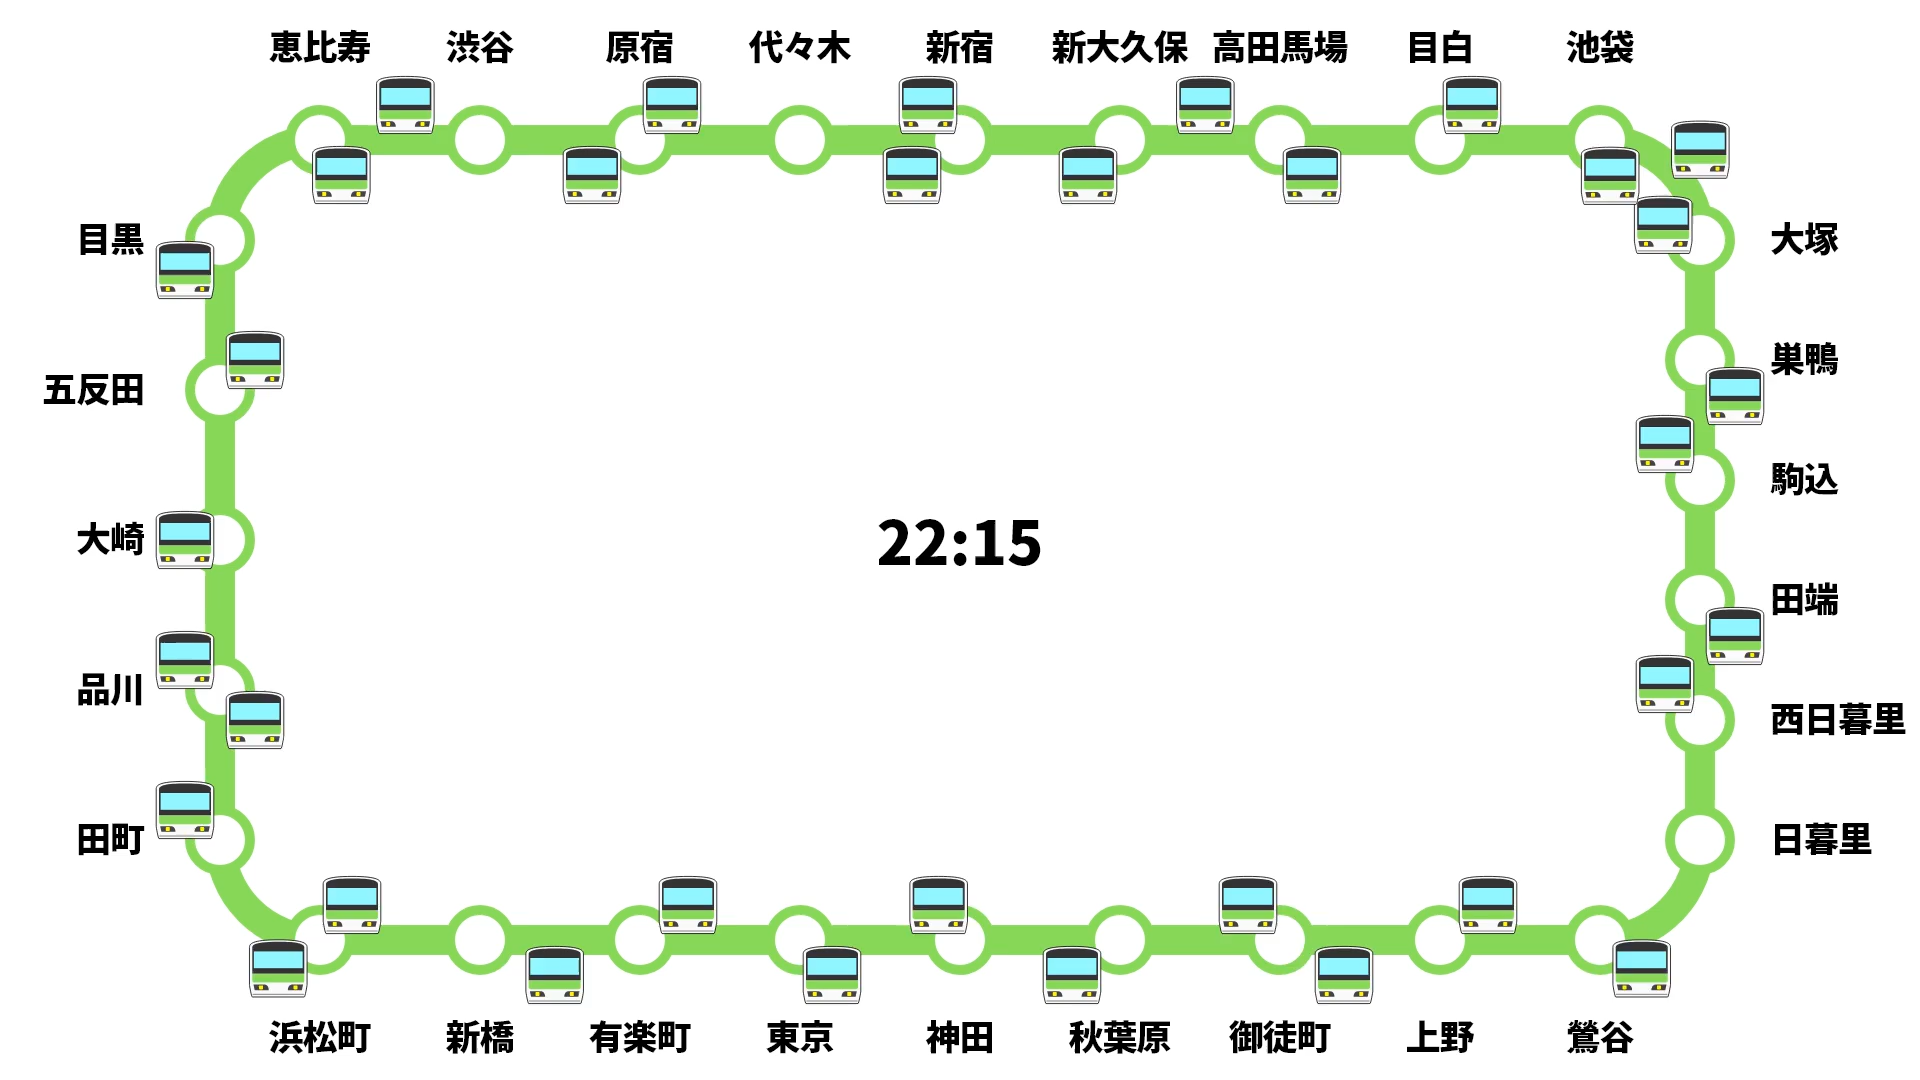 恵比寿
渋谷
原宿
代々木
新宿
新大久保
高田馬場
目白
池袋
目黒
大塚
五反田
巣鴨
駒込
大崎
22:15
田端
品川
西日暮里
田町
日暮里
浜松町
新橋
有楽町
東京
神田
秋葉原
御徒町
上野
鶯谷